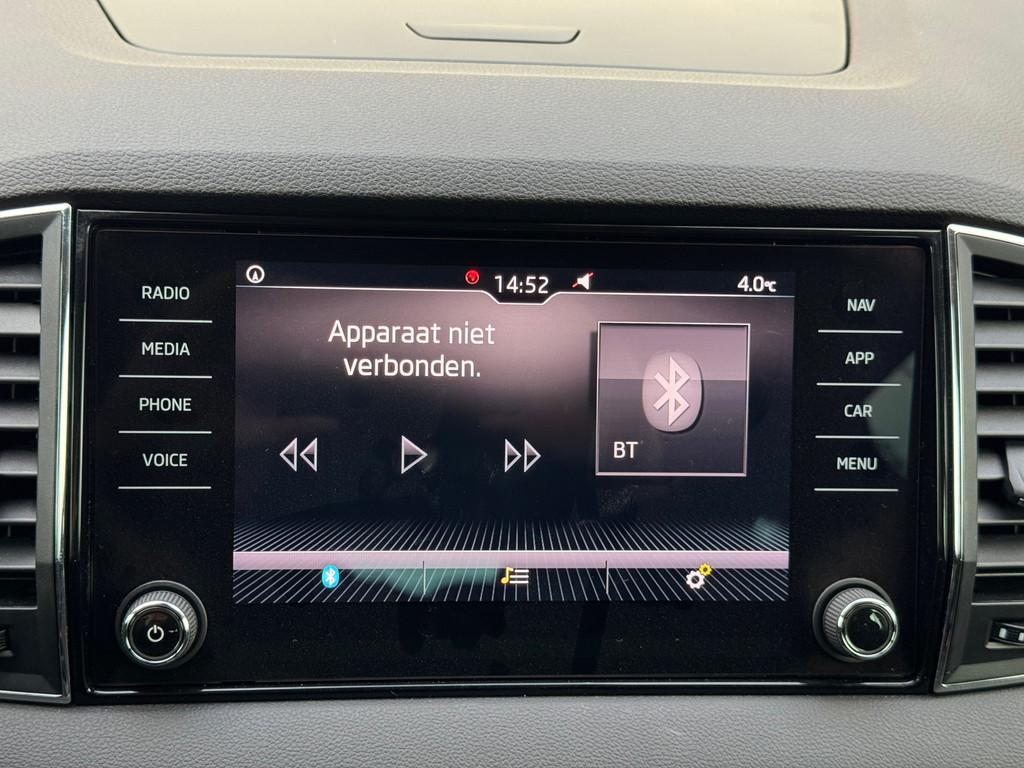 RADIO
MEDIA
PHONE
VOICE
14:52
4.0°C
Apparaat niet
verbonden.
BT
NAV
APP
CAR
MENU